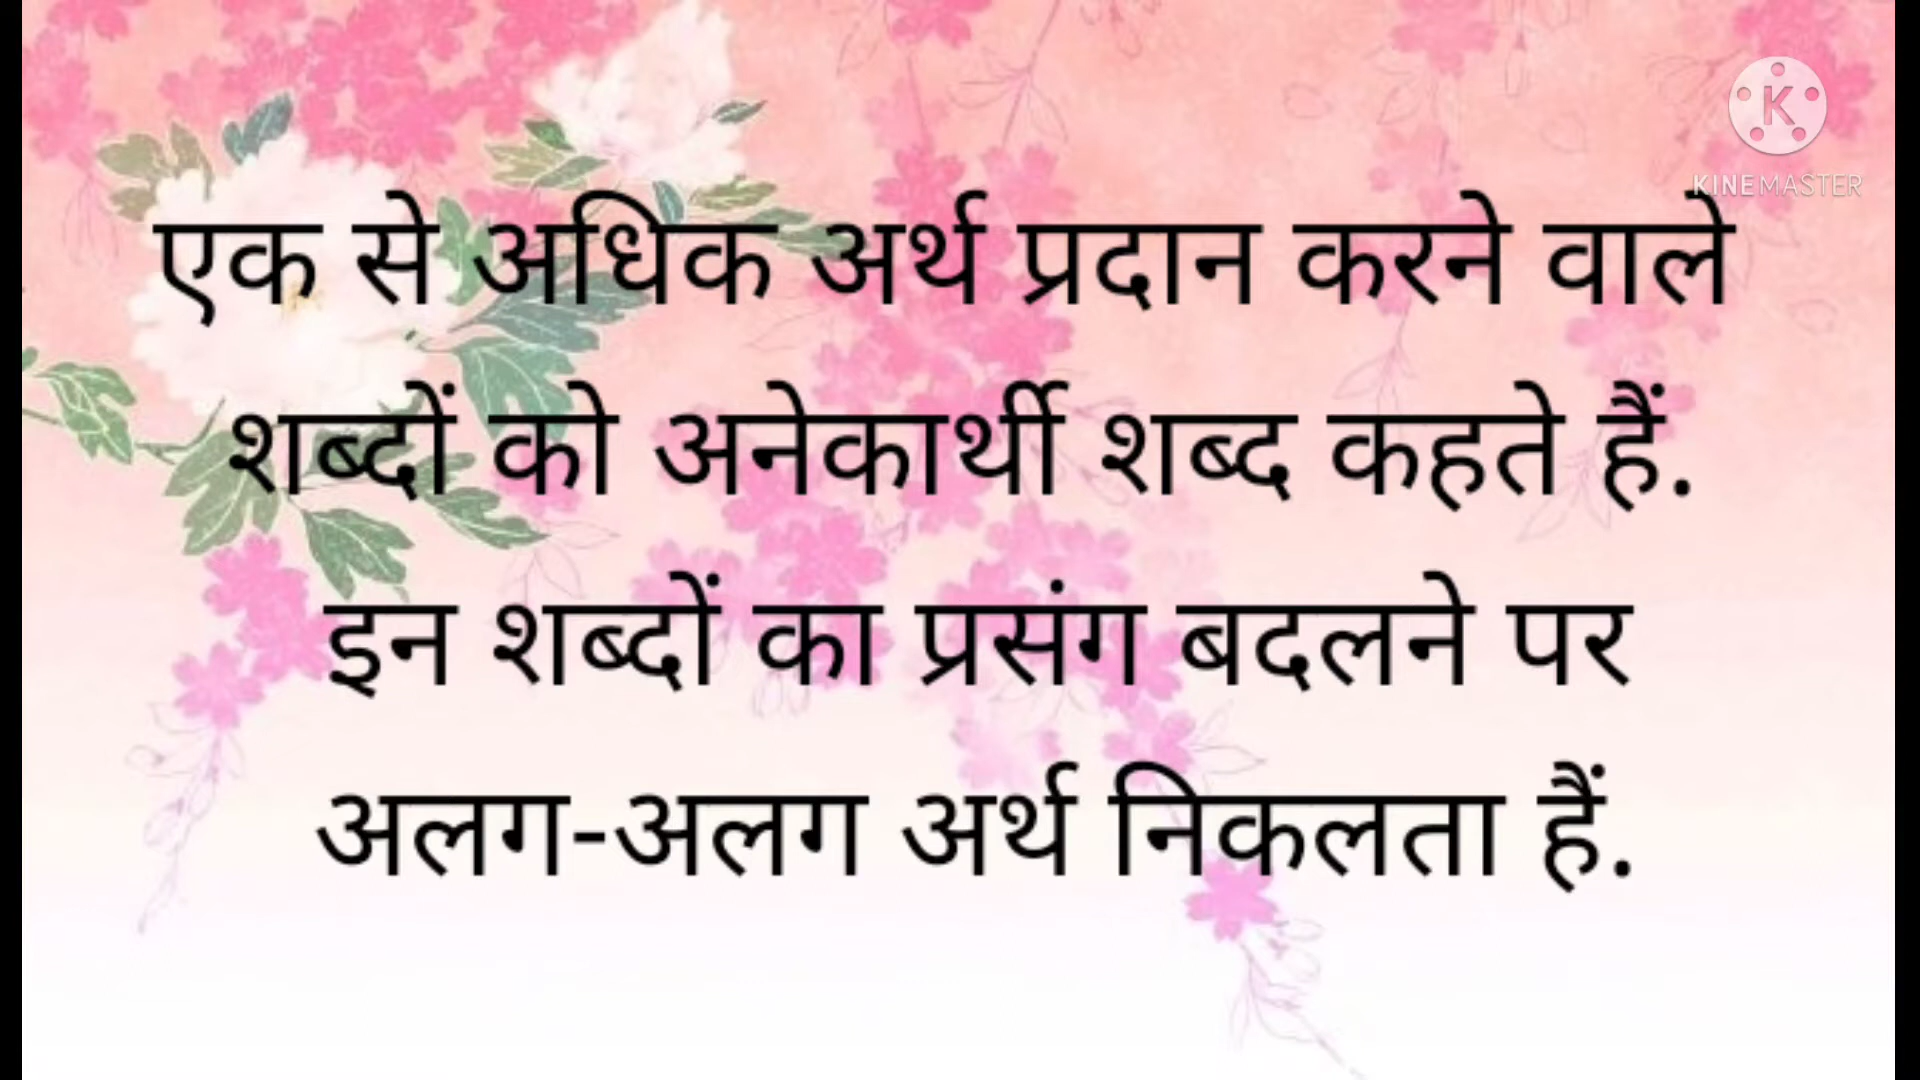 KINEMASTER
एक से अधिक अर्थ प्रदान करने वाले
शब्दों को अनेकार्थी शब्द कहते हैं.
इन शब्दों का प्रसंग बदलने पर
अलग-अलग अर्थ निकलता हैं.